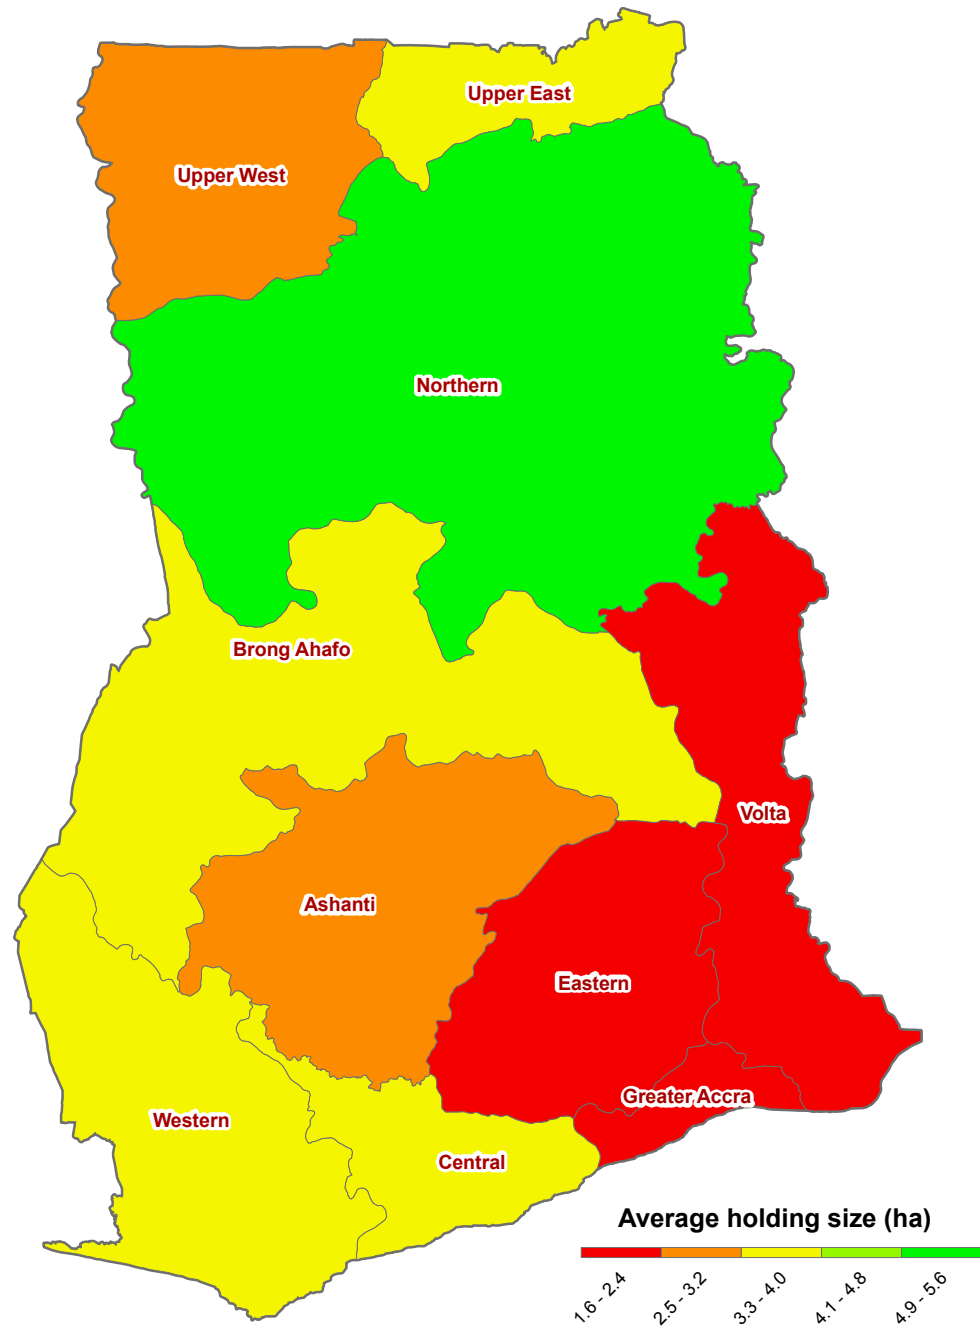 Upper East
Upper West
Northern
Brong Ahafo
Volta
Ashanti
Eastern
Greater Accra
Western
Central
Average holding size (ha)
1.6 - 2.4
2.5 - 3.2
3.3 - 4.0
4.1 - 4.8
4.9 - 5.6